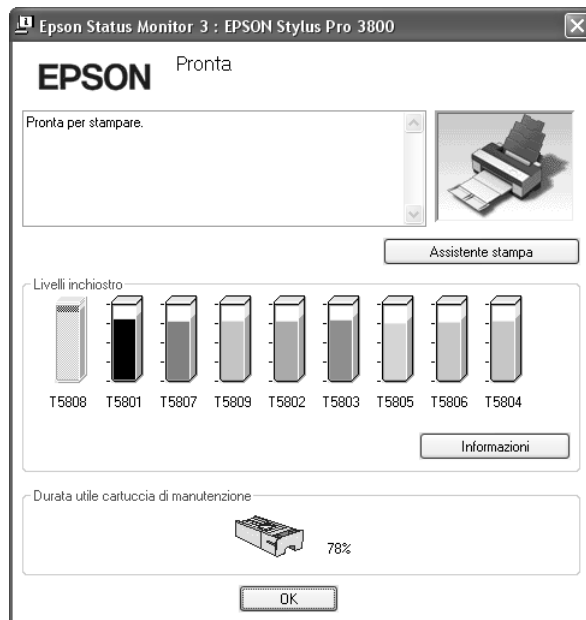 Epson Status Monitor 3 : EPSON Stylus Pro 3800
EPSON
Pronta
Pronta per stampare.
Assistente stampa
Livelli inchiostro
T5808 T5801 T5807 T5809 T5802 T5803 T5805 T5806 T5804
Informazioni
Durata utile cartuccia di manutenzione
78%
OK